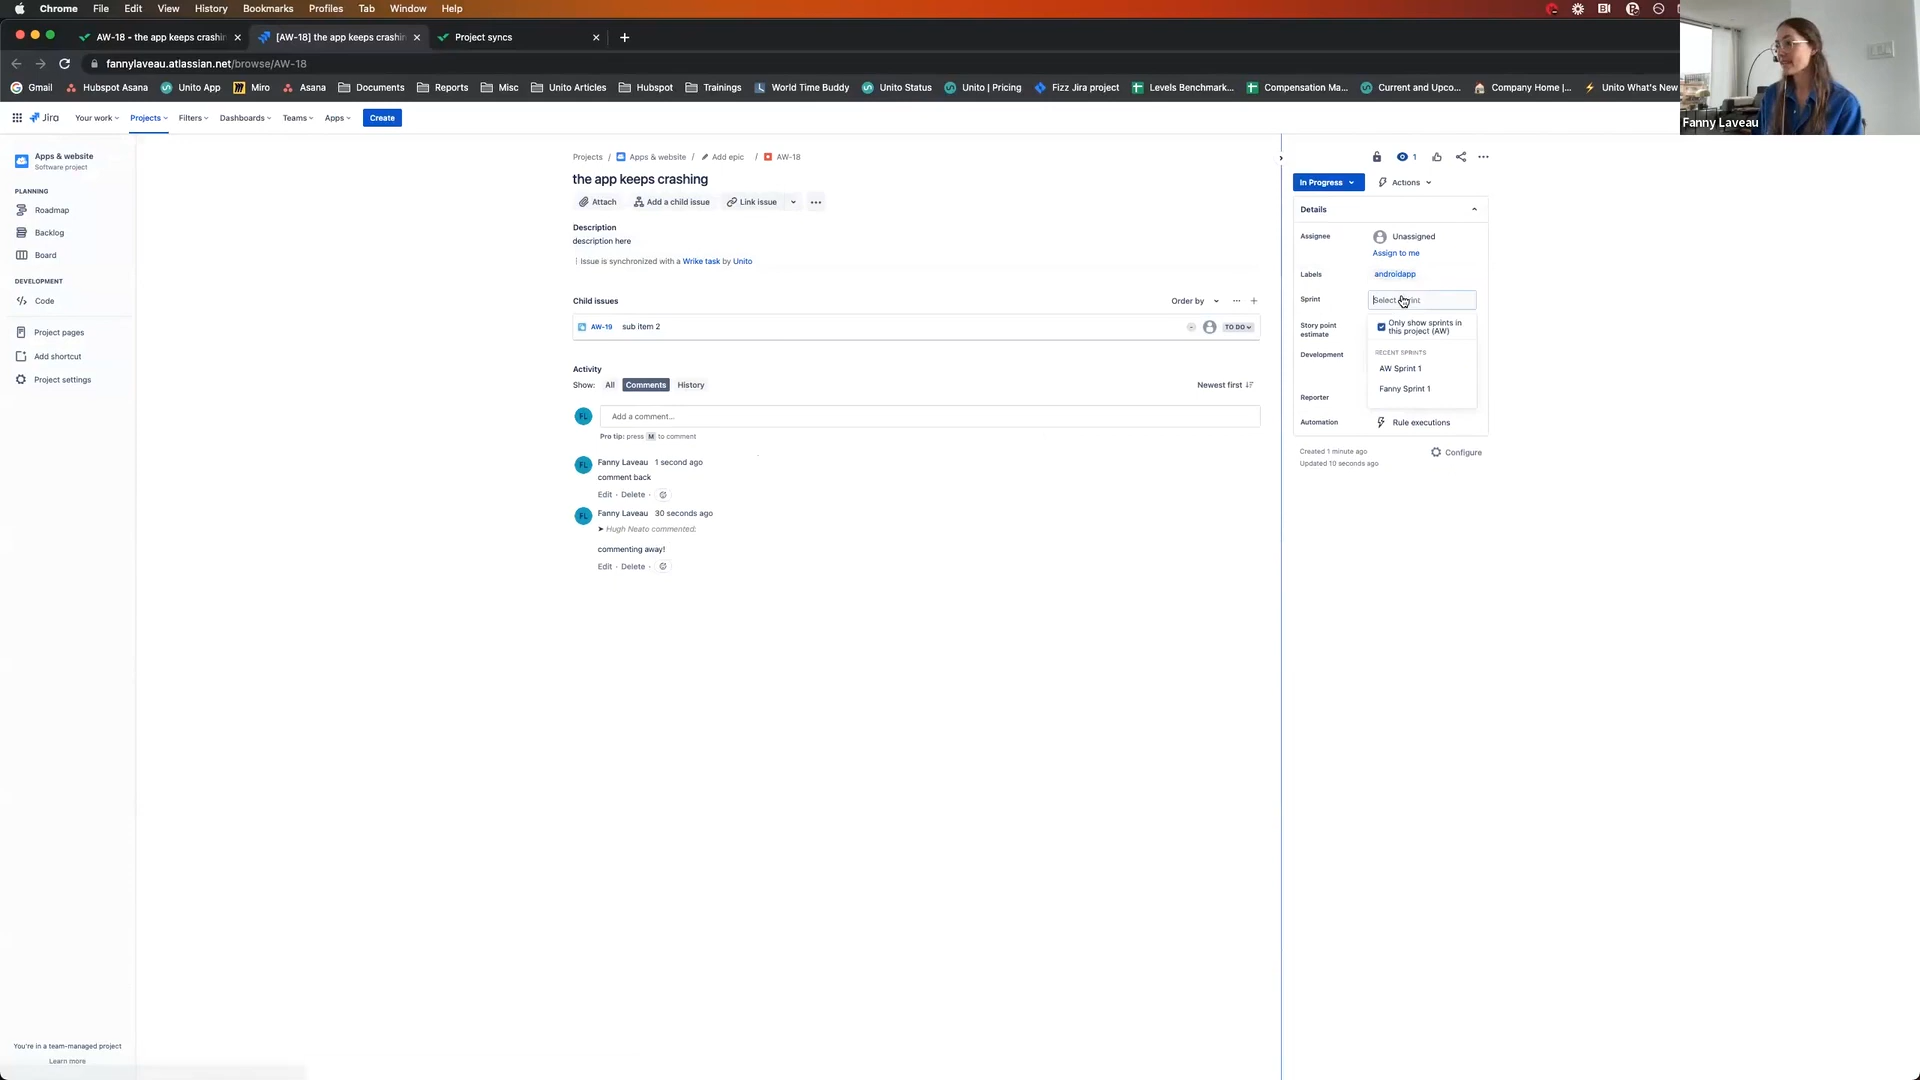 Chrome File Edit View History Bookmarks Profiles Tab Window Help
AW-18 - the app keeps crashin
[AW-18] the app keeps crashin
Project syncs
fannylaveau.atlassian.net/browse/AW-18
Gmail Hubspot Asana Unito App Miro Asana Documents Reports Misc Unito Articles Hubspot Trainings World Time Buddy Unito Status Unito | Pricing Fizz Jira project Levels Benchmark... Compensation Ma... Current and Upco... Company Home |... Unito What's New
Fanny Laveau
Jira Your work Projects Filters Dashboards Teams Apps Create
Apps & website
Software project
PLANNING
Roadmap
Backlog
Board
DEVELOPMENT
Code
Project pages
Add shortcut
Project settings
You're in a team-managed project
Learn more
Projects / Apps & website / Add epic / AW-18
the app keeps crashing
Attach Add a child issue Link issue
Description
description here
Issue is synchronized with a Wrike task by Unito
Child issues
Order by
AW-19 sub item 2
TO DO
Activity
Show: All Comments History
Newest first
FL Add a comment...
Pro tip: press M to comment
FL Fanny Laveau 1 second ago
comment back
Edit · Delete ·
FL Fanny Laveau 30 seconds ago
➤ Hugh Neato commented:
commenting away!
Edit · Delete ·
1
In Progress Actions
Details
Assignee Unassigned
Assign to me
Labels androidapp
Sprint
Only show sprints in
this project (AW)
Story point
estimate
RECENT SPRINTS
Development
AW Sprint 1
Fanny Sprint 1
Reporter
Automation Rule executions
Created 1 minute ago
Updated 10 seconds ago
Configure